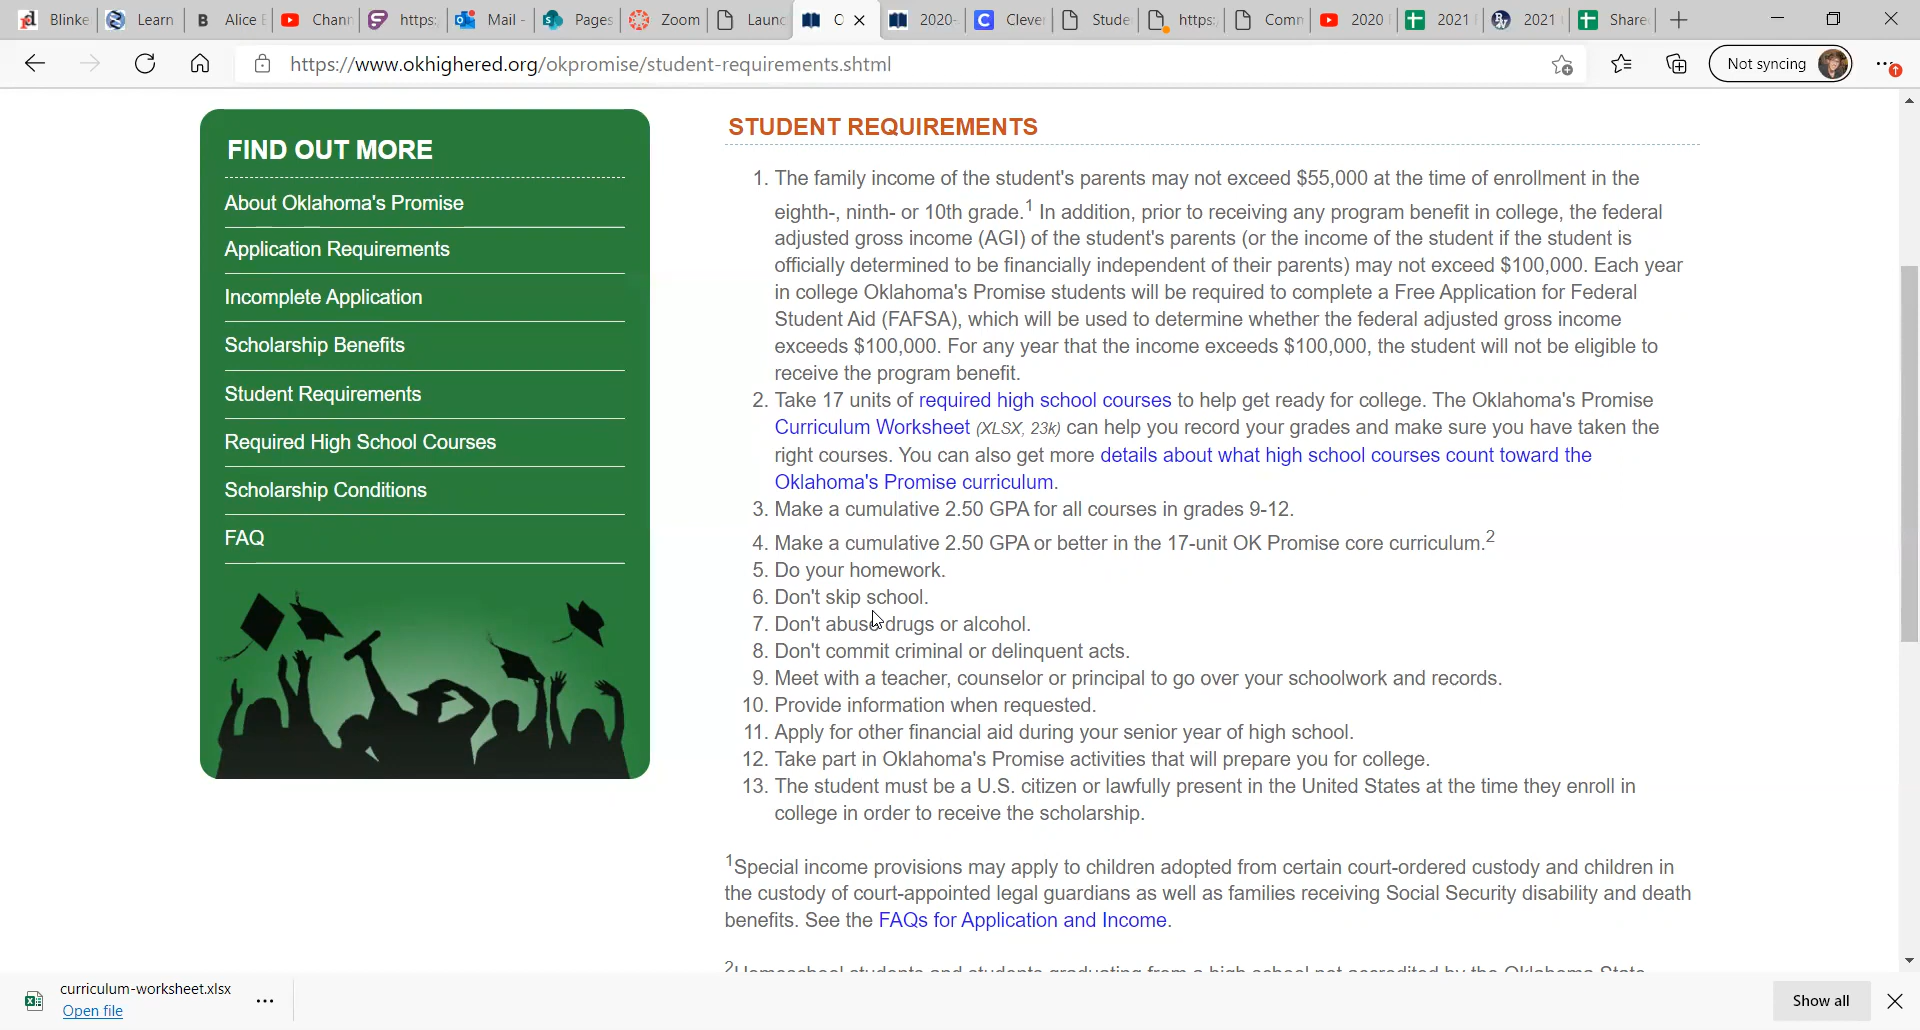 Blinke
Learn
B Alice E
Chann
https:
Mail -
Pages
Zoom
Launc
O
2020-
C Clever
Stude
https:
Comm
2020
2021
2021
Share
https://www.okhighered.org/okpromise/student-requirements.shtml
Not syncing
FIND OUT MORE
About Oklahoma's Promise
Application Requirements
Incomplete Application
Scholarship Benefits
Student Requirements
Required High School Courses
Scholarship Conditions
FAQ
STUDENT REQUIREMENTS
1. The family income of the student's parents may not exceed $55,000 at the time of enrollment in the
eighth-, ninth- or 10th grade.1 In addition, prior to receiving any program benefit in college, the federal
adjusted gross income (AGI) of the student's parents (or the income of the student if the student is
officially determined to be financially independent of their parents) may not exceed $100,000. Each year
in college Oklahoma's Promise students will be required to complete a Free Application for Federal
Student Aid (FAFSA), which will be used to determine whether the federal adjusted gross income
exceeds $100,000. For any year that the income exceeds $100,000, the student will not be eligible to
receive the program benefit.
2. Take 17 units of required high school courses to help get ready for college. The Oklahoma's Promise
Curriculum Worksheet (XLSX, 23k) can help you record your grades and make sure you have taken the
right courses. You can also get more details about what high school courses count toward the
Oklahoma's Promise curriculum.
3. Make a cumulative 2.50 GPA for all courses in grades 9-12.
4. Make a cumulative 2.50 GPA or better in the 17-unit OK Promise core curriculum.2
5. Do your homework.
6. Don't skip school.
7. Don't abuse drugs or alcohol.
8. Don't commit criminal or delinquent acts.
9. Meet with a teacher, counselor or principal to go over your schoolwork and records.
10. Provide information when requested.
11. Apply for other financial aid during your senior year of high school.
12. Take part in Oklahoma's Promise activities that will prepare you for college.
13. The student must be a U.S. citizen or lawfully present in the United States at the time they enroll in
college in order to receive the scholarship.
1Special income provisions may apply to children adopted from certain court-ordered custody and children in
the custody of court-appointed legal guardians as well as families receiving Social Security disability and death
benefits. See the FAQs for Application and Income.
2Homeschool students and students graduating from a high school not accredited by the Oklahoma State
curriculum-worksheet.xlsx
Open file
Show all